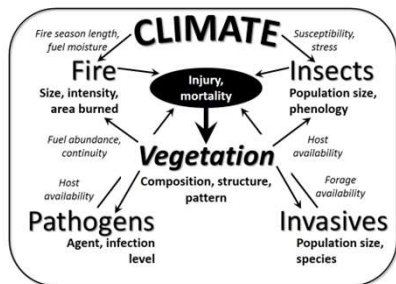 CLIMATE
Fire season length,
fuel moisture
Susceptibility,
stress
Fire
Size, intensity,
area burned
Injury,
mortality
Insects
Population size,
phenology
Fuel abundance,
continuity
Host
availability
Vegetation
Composition, structure,
pattern
Host
availability
Forage
availability
Pathogens
Agent, infection
level
Invasives
Population size,
species